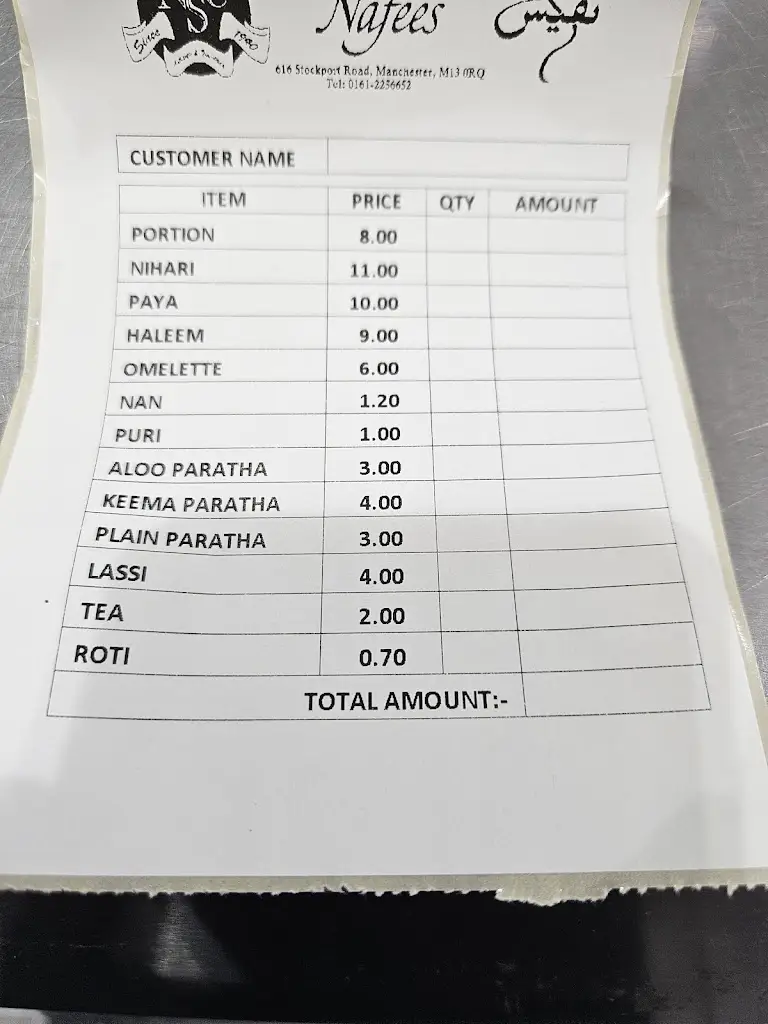 Since 1980
Nafees
نفیس
616 Stockport Road, Manchester, M13 0RQ
Tel: 0161-2256652
CUSTOMER NAME
ITEM PRICE QTY AMOUNT
PORTION 8.00
NIHARI 11.00
PAYA 10.00
HALEEM 9.00
OMELETTE 6.00
NAN 1.20
PURI 1.00
ALOO PARATHA 3.00
KEEMA PARATHA 4.00
PLAIN PARATHA 3.00
LASSI 4.00
TEA 2.00
ROTI 0.70
TOTAL AMOUNT:-